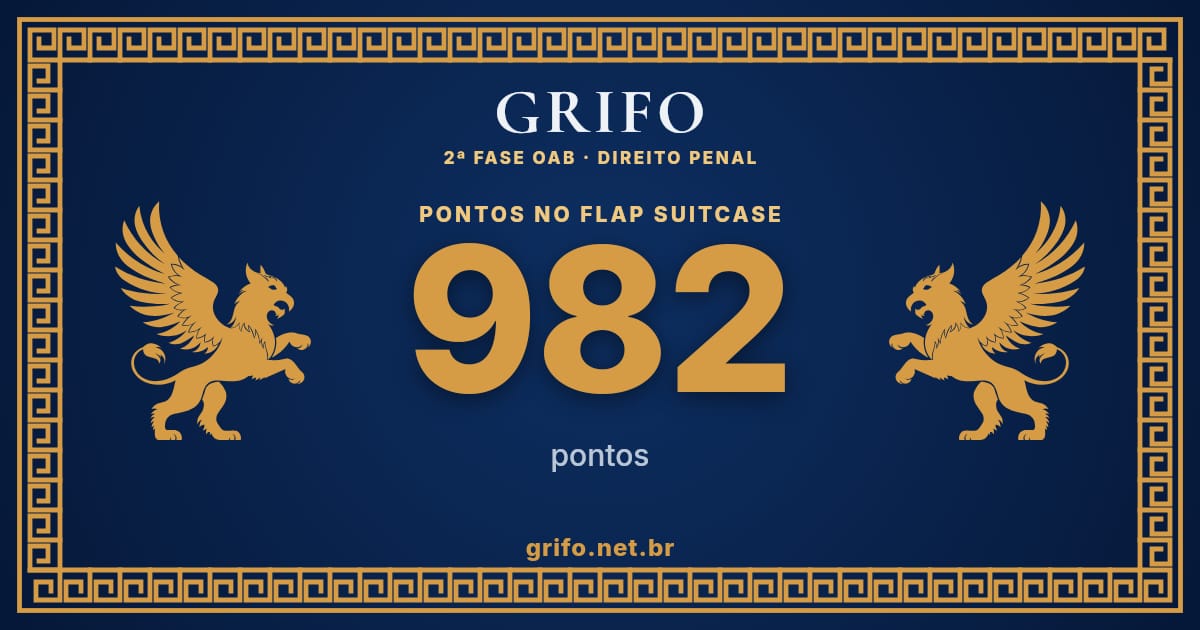 GRIFO
2ª FASE OAB · DIREITO PENAL
PONTOS NO FLAP SUITCASE
982
pontos
grifo.net.br